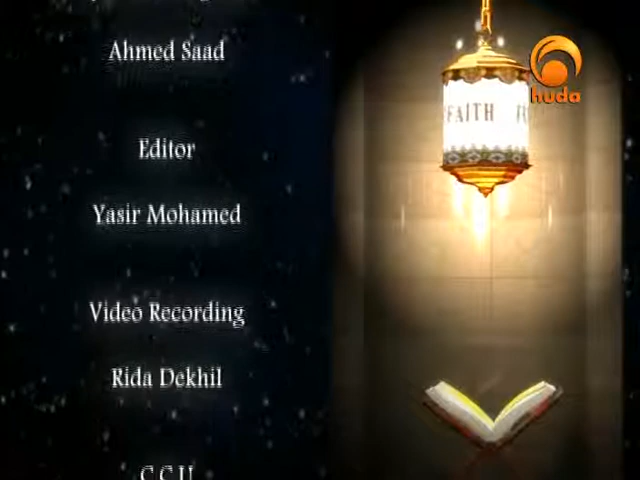 Ahmed Saad
Editor
Yasir Mohamed
Video Recording
Rida Dekhil
C.C.U
FAITH
huda